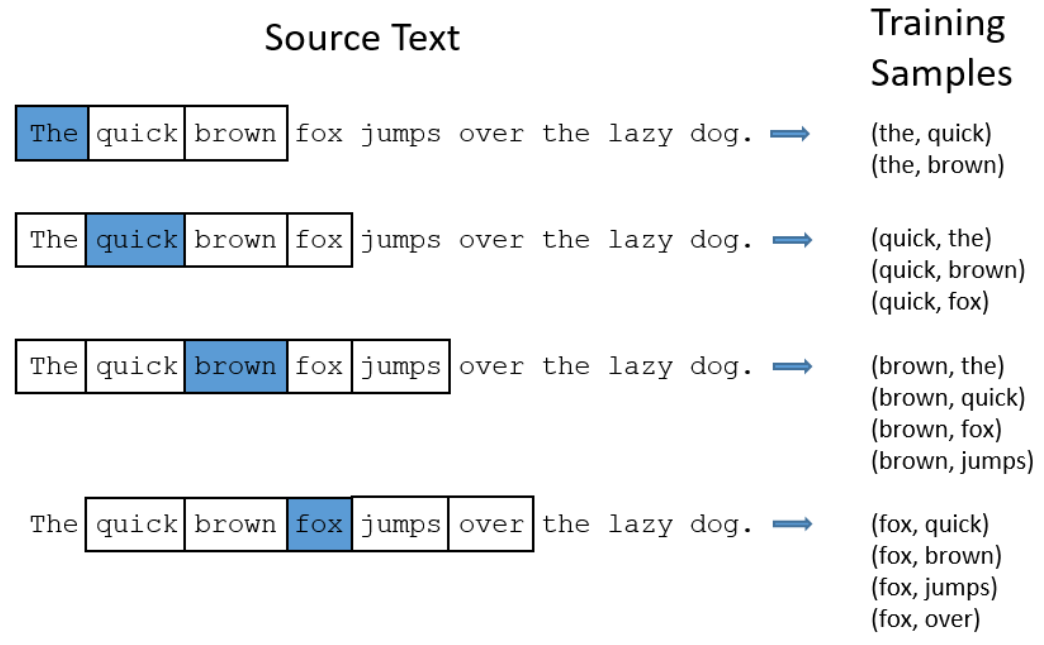 Source Text
Training
Samples
The quick brown fox jumps over the lazy dog.
(the, quick)
(the, brown)
The quick brown fox jumps over the lazy dog.
(quick, the)
(quick, brown)
(quick, fox)
The quick brown fox jumps over the lazy dog.
(brown, the)
(brown, quick)
(brown, fox)
(brown, jumps)
The quick brown fox jumps over the lazy dog.
(fox, quick)
(fox, brown)
(fox, jumps)
(fox, over)